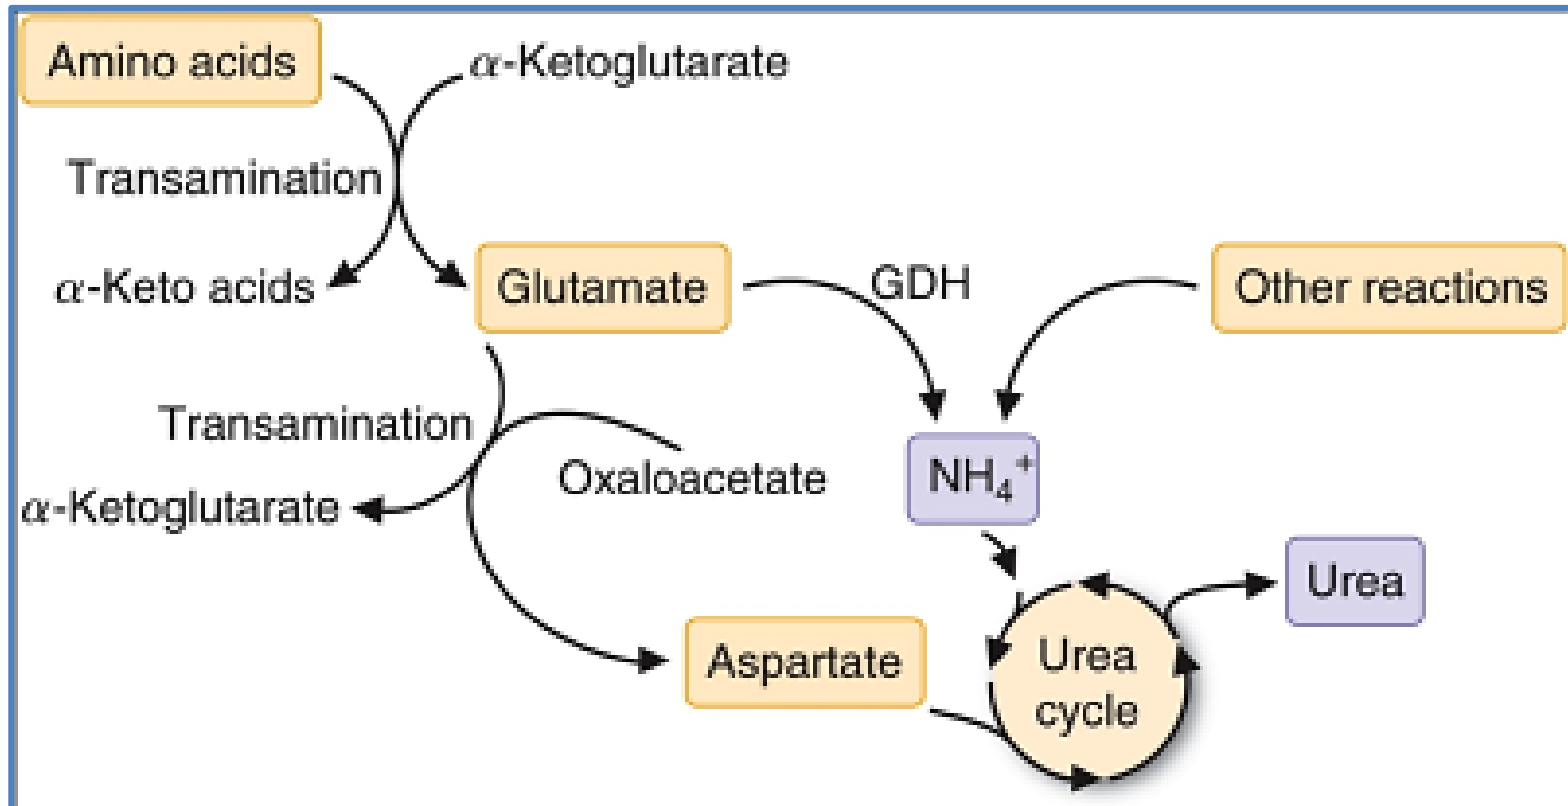 Amino acids
α-Ketoglutarate
Transamination
α-Keto acids
Glutamate
GDH
Other reactions
Transamination
Oxaloacetate
NH₄⁺
α-Ketoglutarate
Urea
Aspartate
Urea
cycle